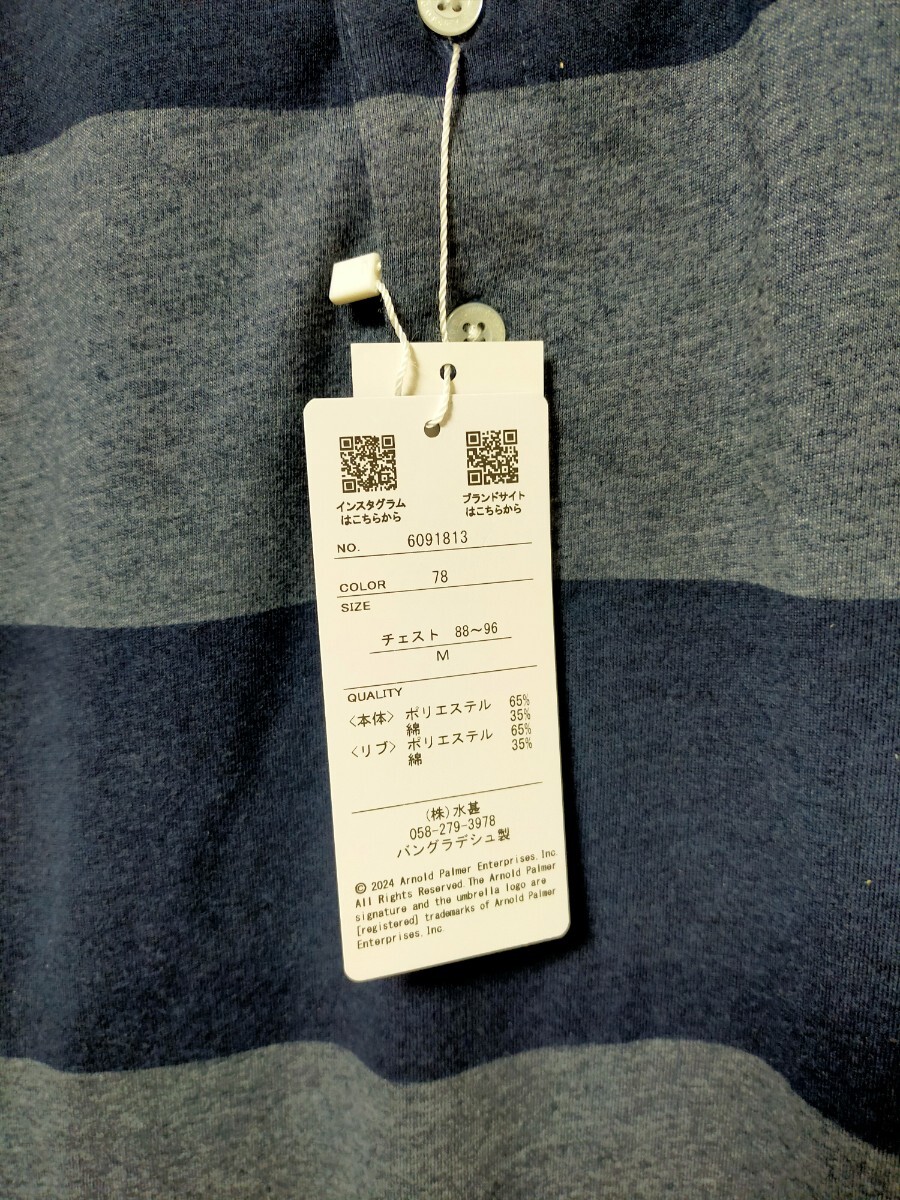 インスタグラム
はこちらから
ブランドサイト
はこちらから
NO. 6091813
COLOR 78
SIZE
チェスト 88～96
M
QUALITY
〈本体〉 ポリエステル 65%
綿 35%
〈リブ〉 ポリエステル 65%
綿 35%
(株)水甚
058-279-3978
バングラデシュ製
© 2024 Arnold Palmer Enterprises. Inc.
All Rights Reserved.The Arnold Palmer
signature and the umbrella logo are
[registered] trademarks of Arnold Palmer
Enterprises. Inc.